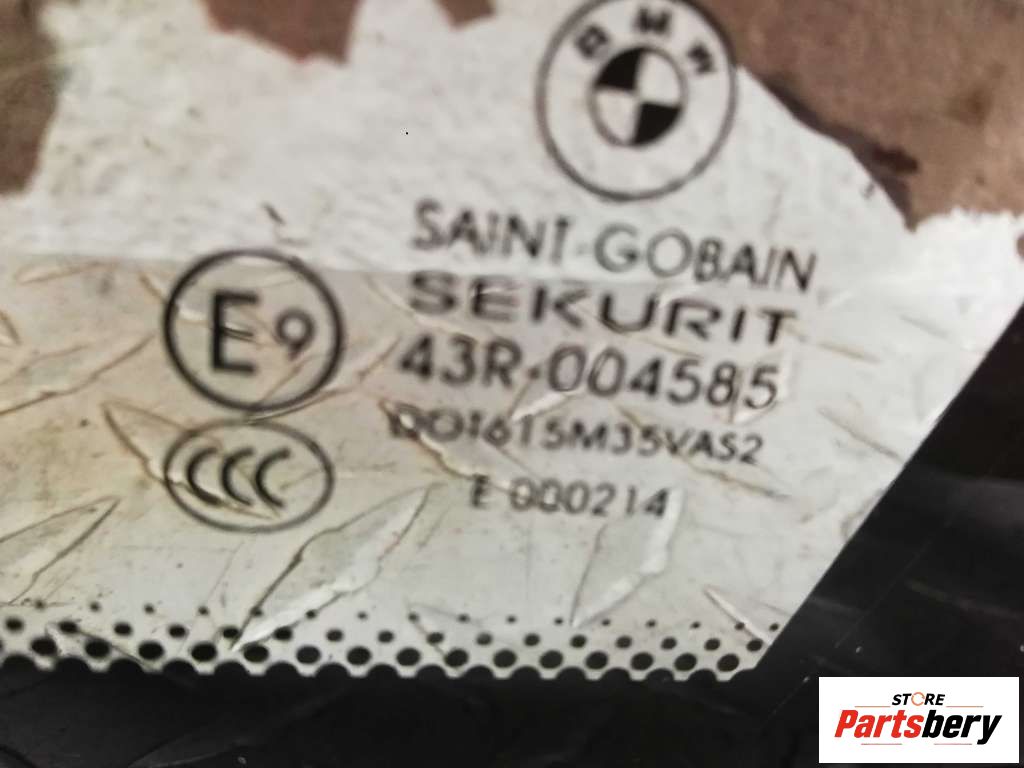 BMW
SAINT-GOBAIN
SEKURIT
E9
43R-004585
DOT615M35VAS2
CCC
E 000214
STORE
Partsbery